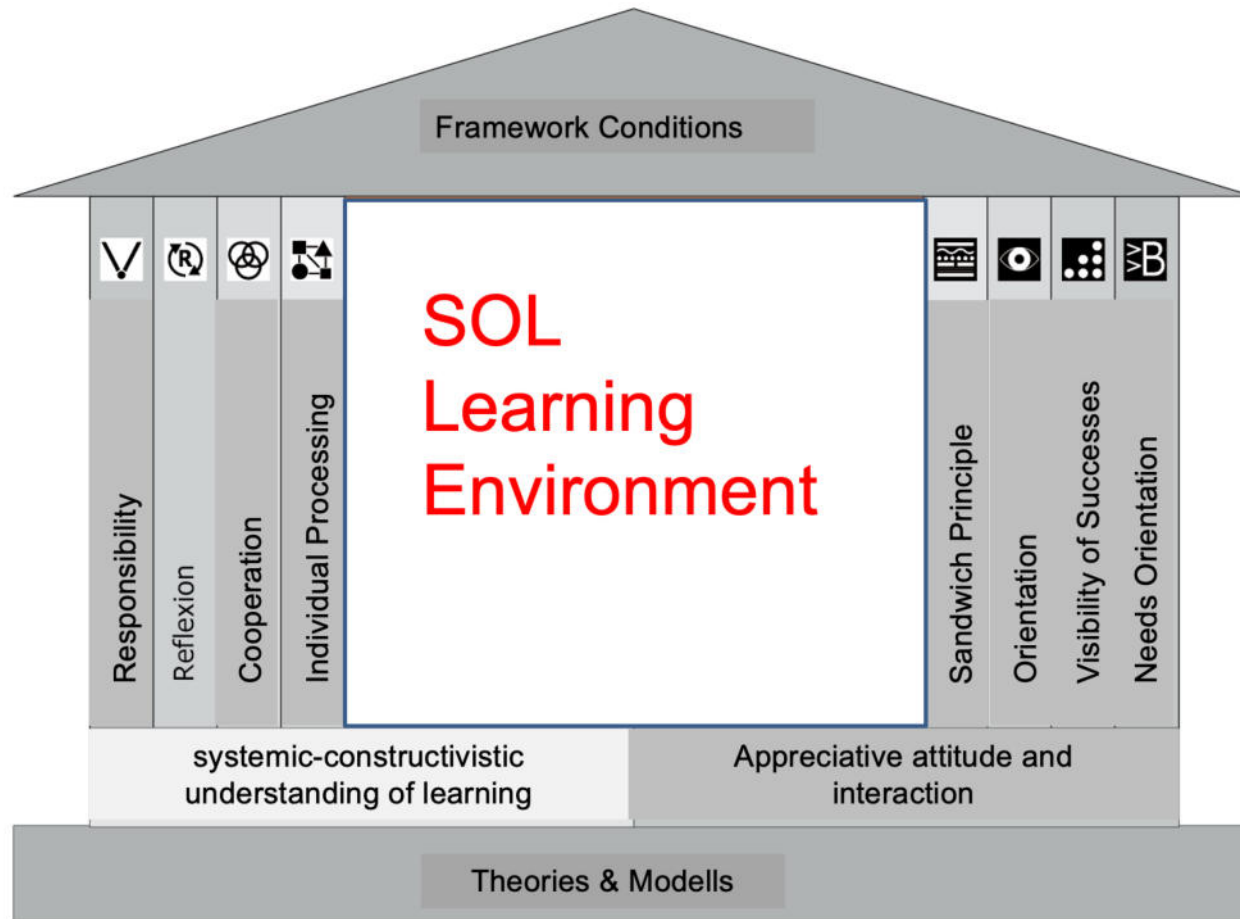 Framework Conditions
R
B
SOL
Learning
Environment
Responsibility
Reflexion
Cooperation
Individual Processing
Sandwich Principle
Orientation
Visibility of Successes
Needs Orientation
systemic-constructivistic
understanding of learning
Appreciative attitude and
interaction
Theories & Modells